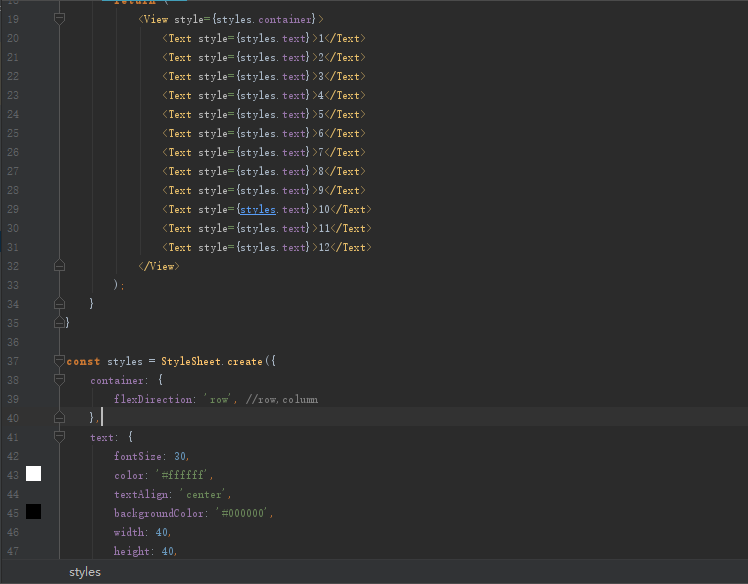 18 return (
19 <View style={styles.container}>
20 <Text style={styles.text}>1</Text>
21 <Text style={styles.text}>2</Text>
22 <Text style={styles.text}>3</Text>
23 <Text style={styles.text}>4</Text>
24 <Text style={styles.text}>5</Text>
25 <Text style={styles.text}>6</Text>
26 <Text style={styles.text}>7</Text>
27 <Text style={styles.text}>8</Text>
28 <Text style={styles.text}>9</Text>
29 <Text style={styles.text}>10</Text>
30 <Text style={styles.text}>11</Text>
31 <Text style={styles.text}>12</Text>
32 </View>
33 );
34 }
35 }
36
37 const styles = StyleSheet.create({
38 container: {
39 flexDirection: 'row', //row,column
40 },
41 text: {
42 fontSize: 30,
43 color: '#ffffff',
44 textAlign: 'center',
45 backgroundColor: '#000000',
46 width: 40,
47 height: 40,
styles